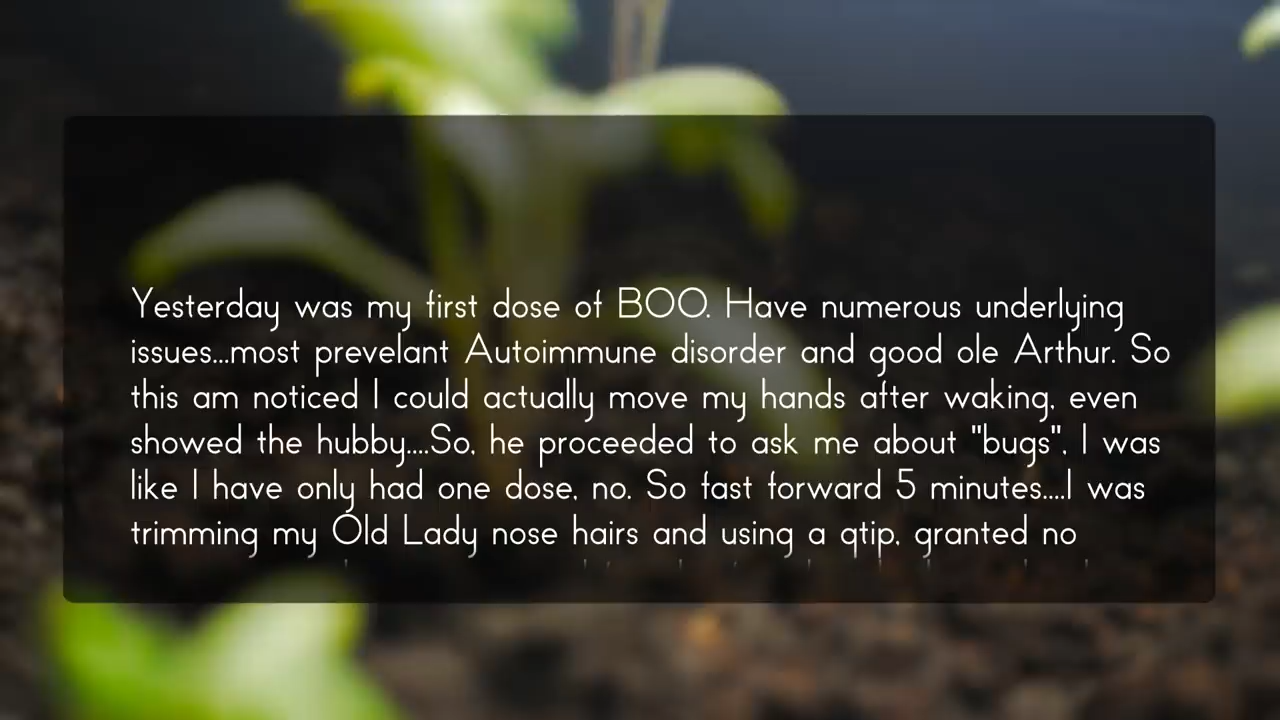 Yesterday was my first dose of BOO. Have numerous underlying
issues...most prevelant Autoimmune disorder and good ole Arthur. So
this am noticed I could actually move my hands after waking, even
showed the hubby....So, he proceeded to ask me about "bugs", I was
like I have only had one dose, no. So fast forward 5 minutes....I was
trimming my Old Lady nose hairs and using a qtip, granted no